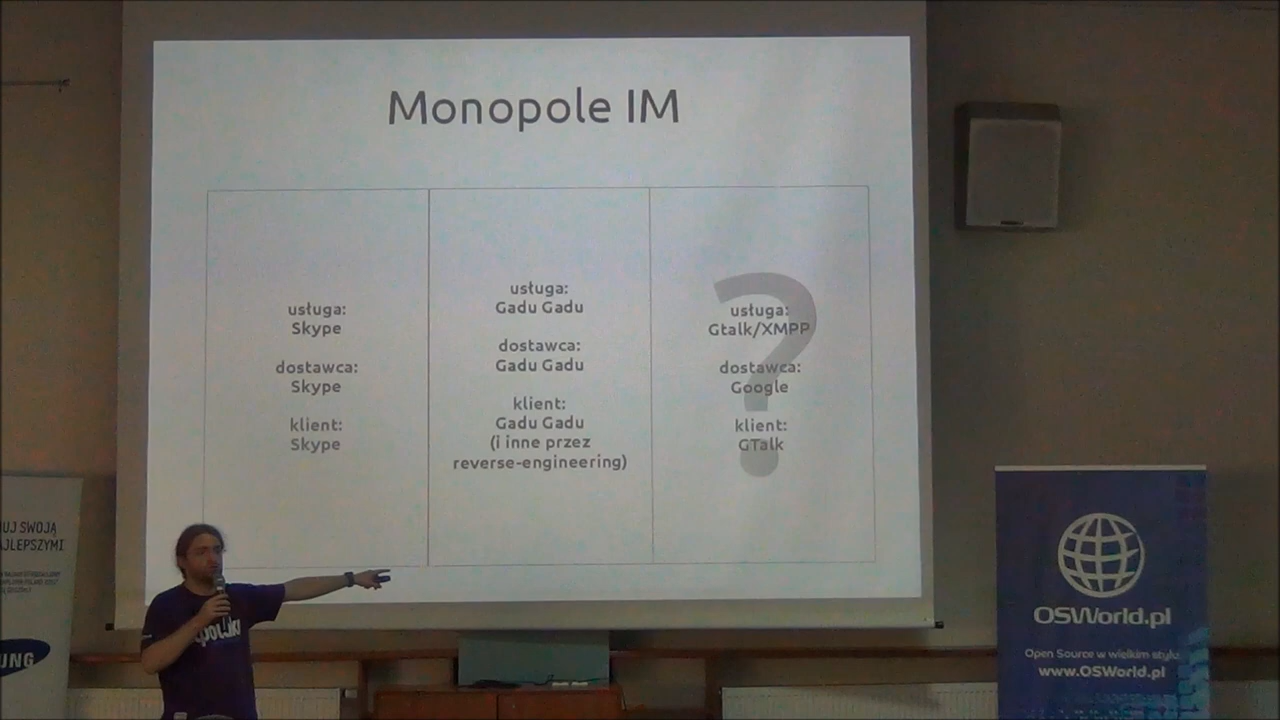 Monopole IM
usługa:
Skype
dostawca:
Skype
klient:
Skype
usługa:
Gadu Gadu
dostawca:
Gadu Gadu
klient:
Gadu Gadu
(i inne przez
reverse-engineering)
?
usługa:
Gtalk/XMPP
dostawca:
Google
klient:
GTalk
UJ SWOJĄ
AJLEPSZYMI
UNG
OSWorld.pl
Open Source w wielkim stylu
www.OSWorld.pl